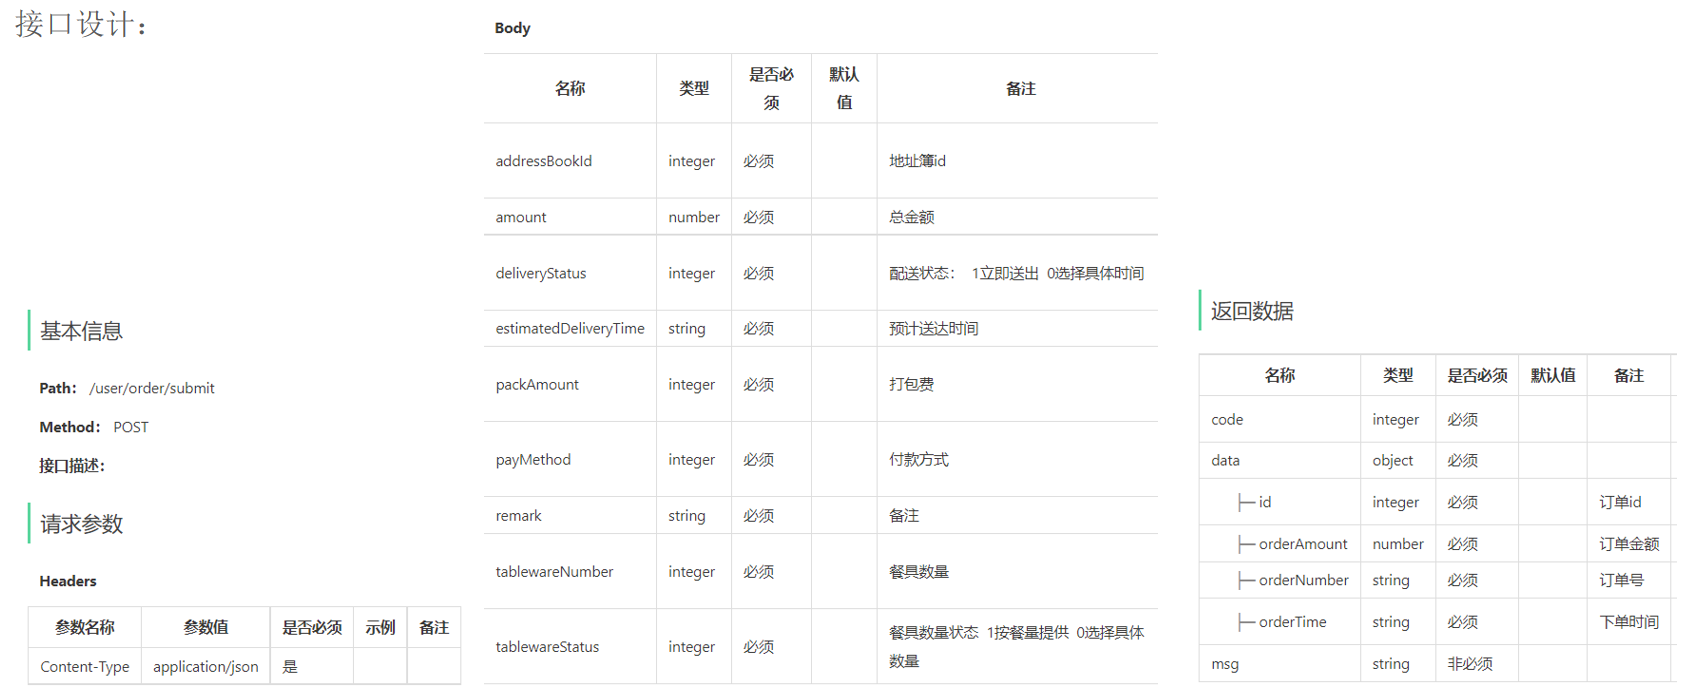 接口设计：
基本信息
Path： /user/order/submit
Method： POST
接口描述：
请求参数
Headers
参数名称 参数值 是否必须 示例 备注
Content-Type application/json 是
Body
名称 类型 是否必须 默认值 备注
addressBookId integer 必须 地址簿id
amount number 必须 总金额
deliveryStatus integer 必须 配送状态： 1立即送出 0选择具体时间
estimatedDeliveryTime string 必须 预计送达时间
packAmount integer 必须 打包费
payMethod integer 必须 付款方式
remark string 必须 备注
tablewareNumber integer 必须 餐具数量
tablewareStatus integer 必须 餐具数量状态 1按餐量提供 0选择具体
数量
返回数据
名称 类型 是否必须 默认值 备注
code integer 必须
data object 必须
├─ id integer 必须 订单id
├─ orderAmount number 必须 订单金额
├─ orderNumber string 必须 订单号
├─ orderTime string 必须 下单时间
msg string 非必须